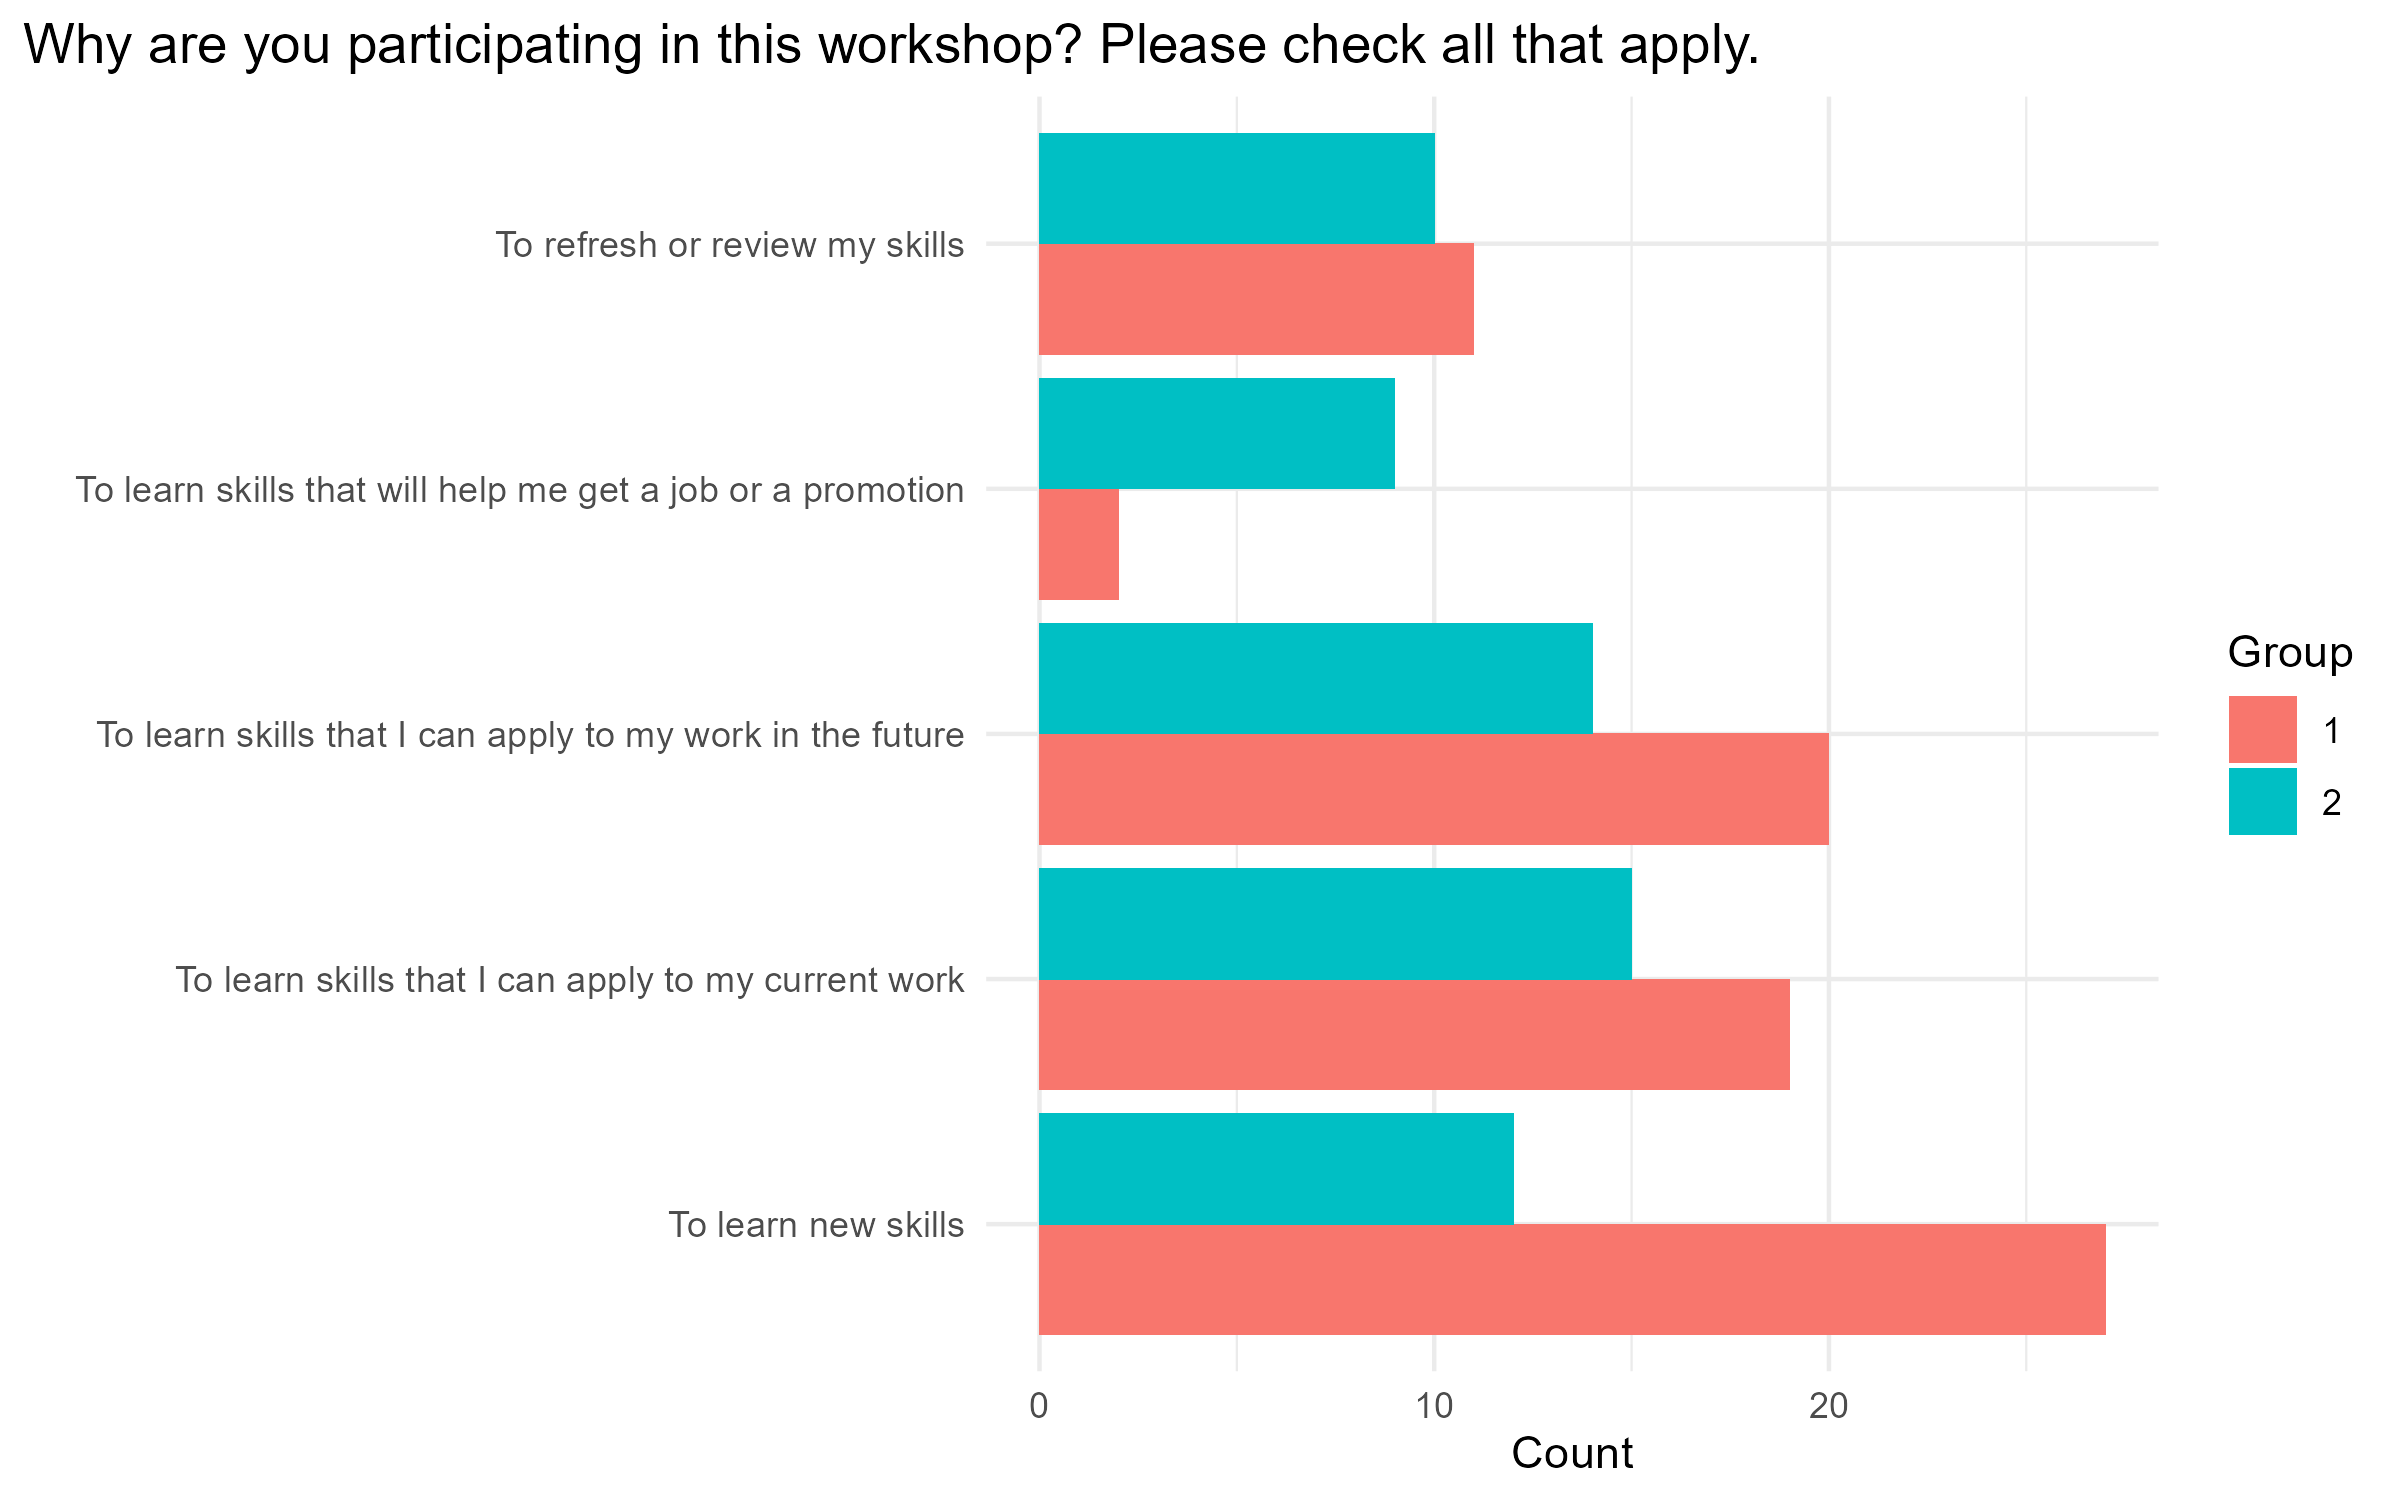 Why are you participating in this workshop? Please check all that apply.
To refresh or review my skills
To learn skills that will help me get a job or a promotion
To learn skills that I can apply to my work in the future
To learn skills that I can apply to my current work
To learn new skills
0
10
20
Count
Group
1
2